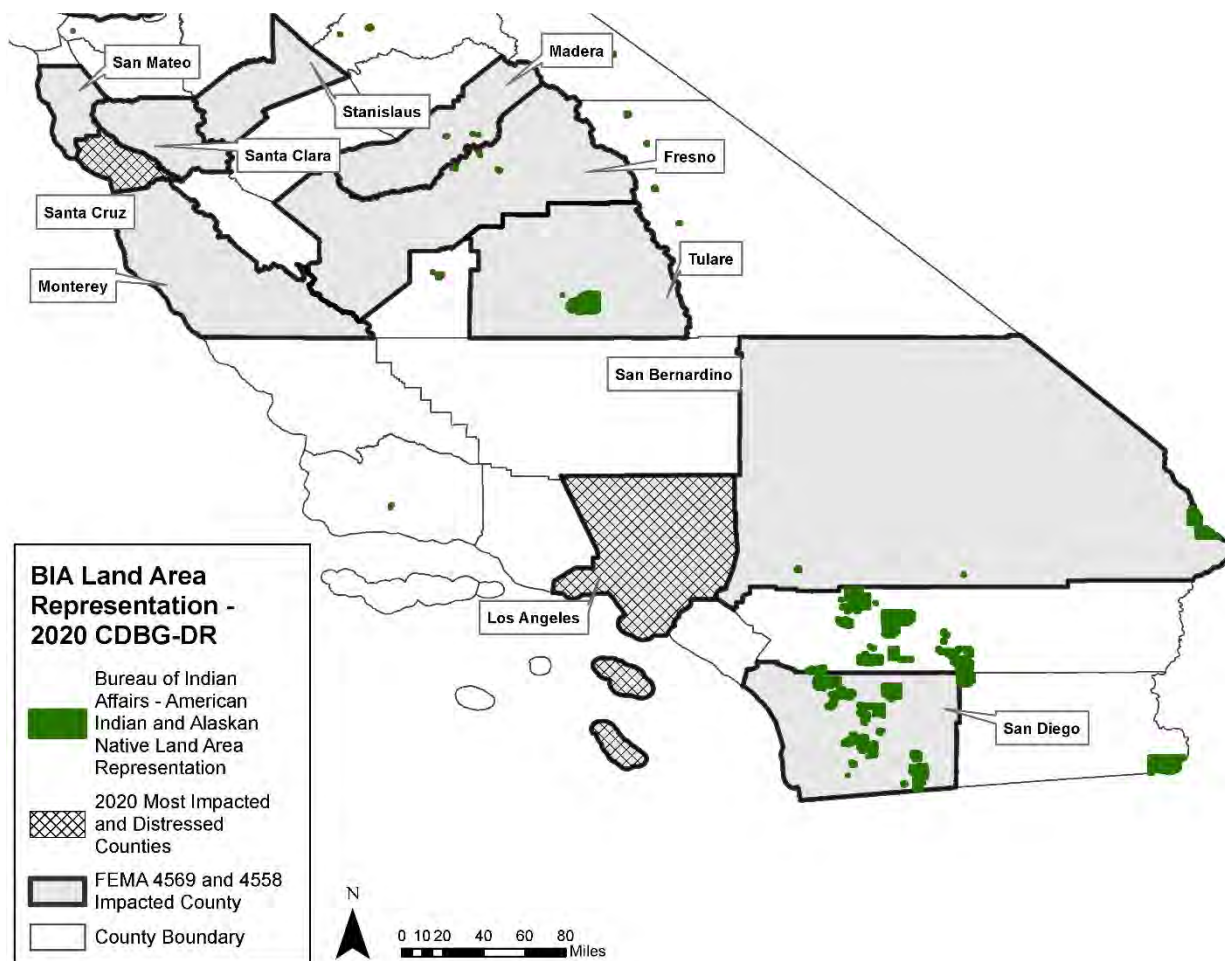 San Mateo
Madera
Stanislaus
Santa Clara
Fresno
Santa Cruz
Tulare
Monterey
San Bernardino
Los Angeles
San Diego
BIA Land Area
Representation -
2020 CDBG-DR
Bureau of Indian
Affairs - American
Indian and Alaskan
Native Land Area
Representation
2020 Most Impacted
and Distressed
Counties
FEMA 4569 and 4558
Impacted County
County Boundary
N
0 10 20 40 60 80
Miles